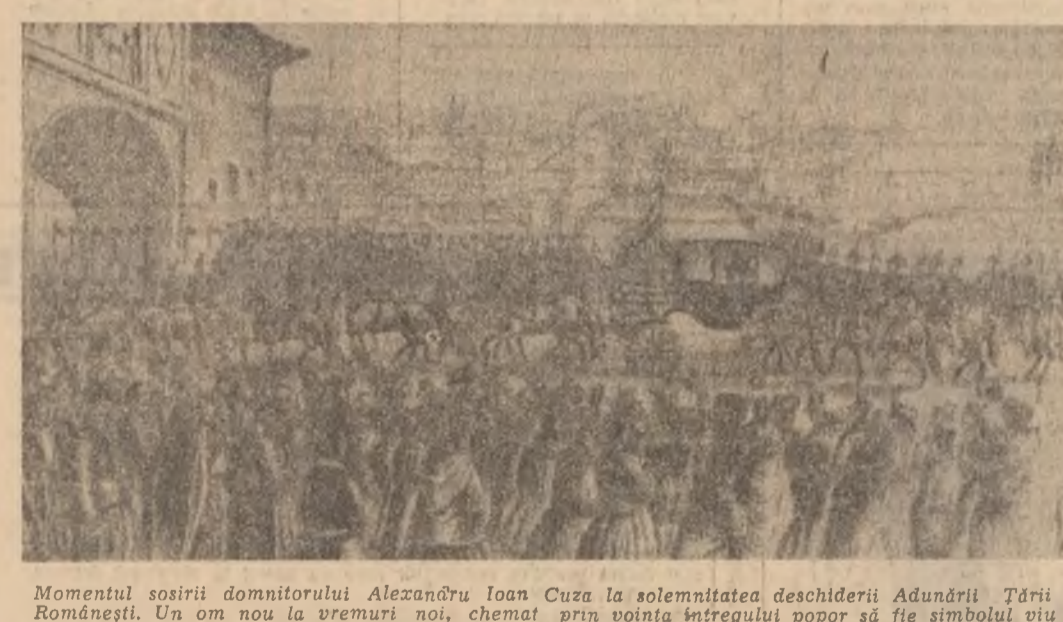 Momentul sosirii domnitorului Alexandru Ioan Cuza la solemnitatea deschiderii Adunării Țării
Românești. Un om nou la vremuri noi, chemat prin voința întregului popor să fie simbolul viu